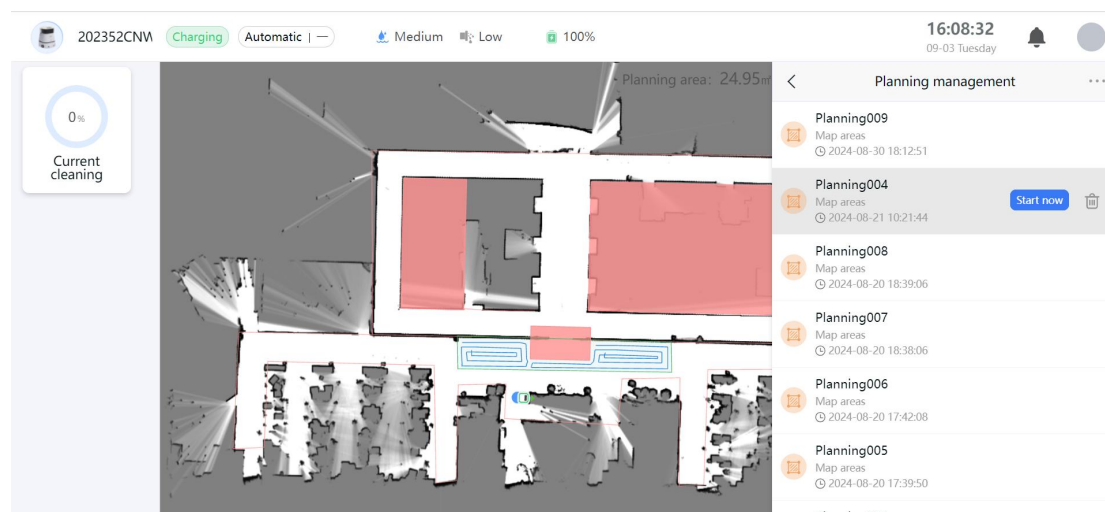 202352CNW
Charging
Automatic | —
Medium
Low
100%
16:08:32
09-03 Tuesday
0%
Current
cleaning
Planning area: 24.95㎡
Planning management
Planning009
Map areas
2024-08-30 18:12:51
Planning004
Map areas
2024-08-21 10:21:44
Start now
Planning008
Map areas
2024-08-20 18:39:06
Planning007
Map areas
2024-08-20 18:38:06
Planning006
Map areas
2024-08-20 17:42:08
Planning005
Map areas
2024-08-20 17:39:50